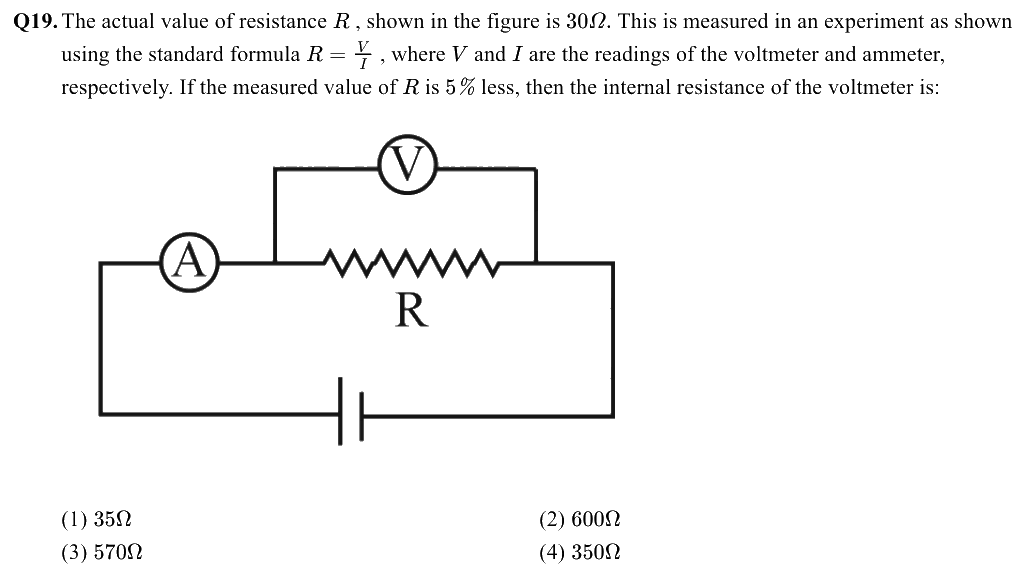 Q19. The actual value of resistance R , shown in the figure is 30Ω. This is measured in an experiment as shown
using the standard formula R = V/I , where V and I are the readings of the voltmeter and ammeter,
respectively. If the measured value of R is 5% less, then the internal resistance of the voltmeter is:
V
A
R
(1) 35Ω
(2) 600Ω
(3) 570Ω
(4) 350Ω